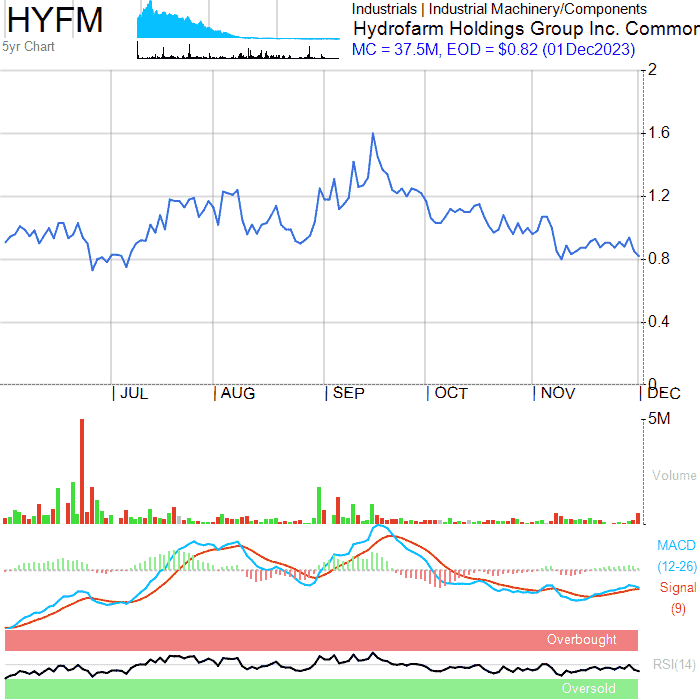 HYFM
5yr Chart
Industrials | Industrial Machinery/Components
Hydrofarm Holdings Group Inc. Common
MC = 37.5M, EOD = $0.82 (01Dec2023)
2
1.6
1.2
0.8
0.4
0
| JUL | AUG | SEP | OCT | NOV | DEC
5M
Volume
MACD
(12-26)
Signal
(9)
Overbought
RSI(14)
Oversold